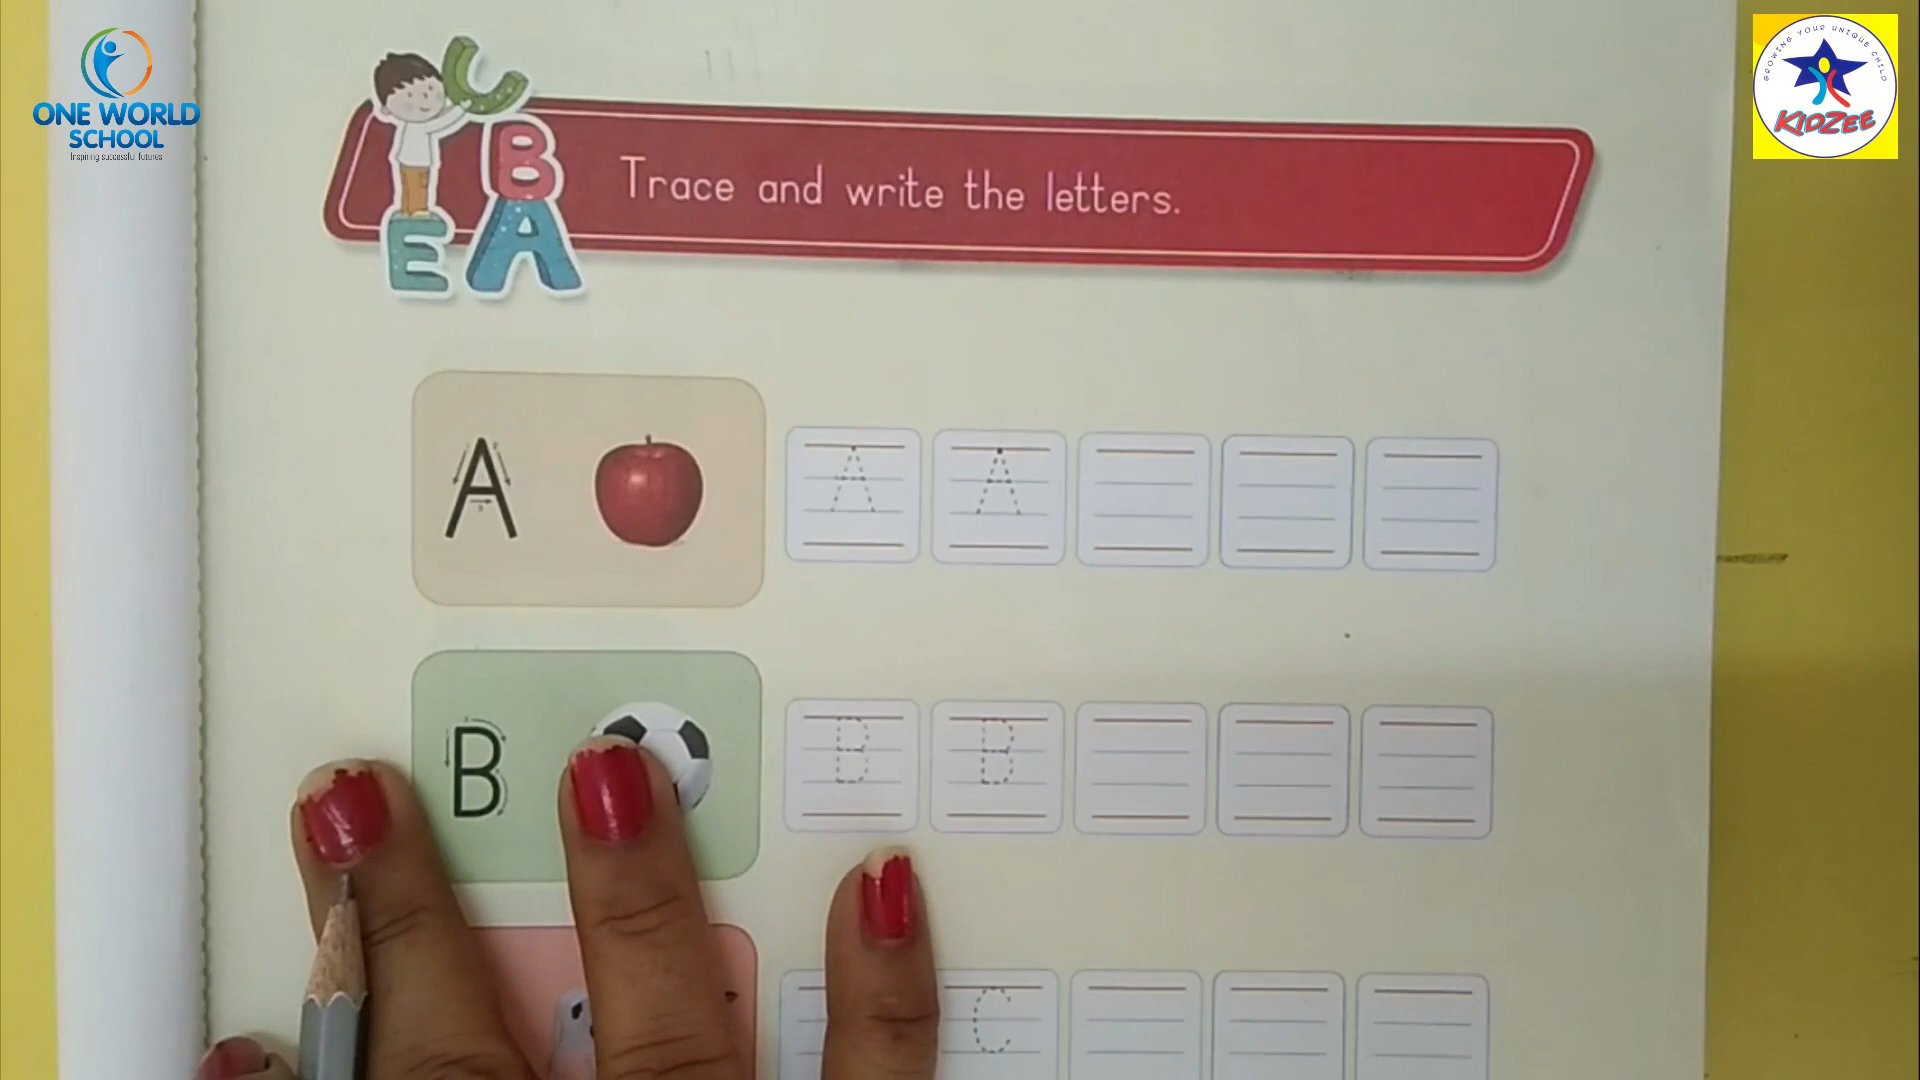 ONE WORLD
SCHOOL
Inspiring successful futures
GROWING YOUR UNIQUE CHILD
KIDZEE
C
B
E A
Trace and write the letters.
A A A
B B B
C